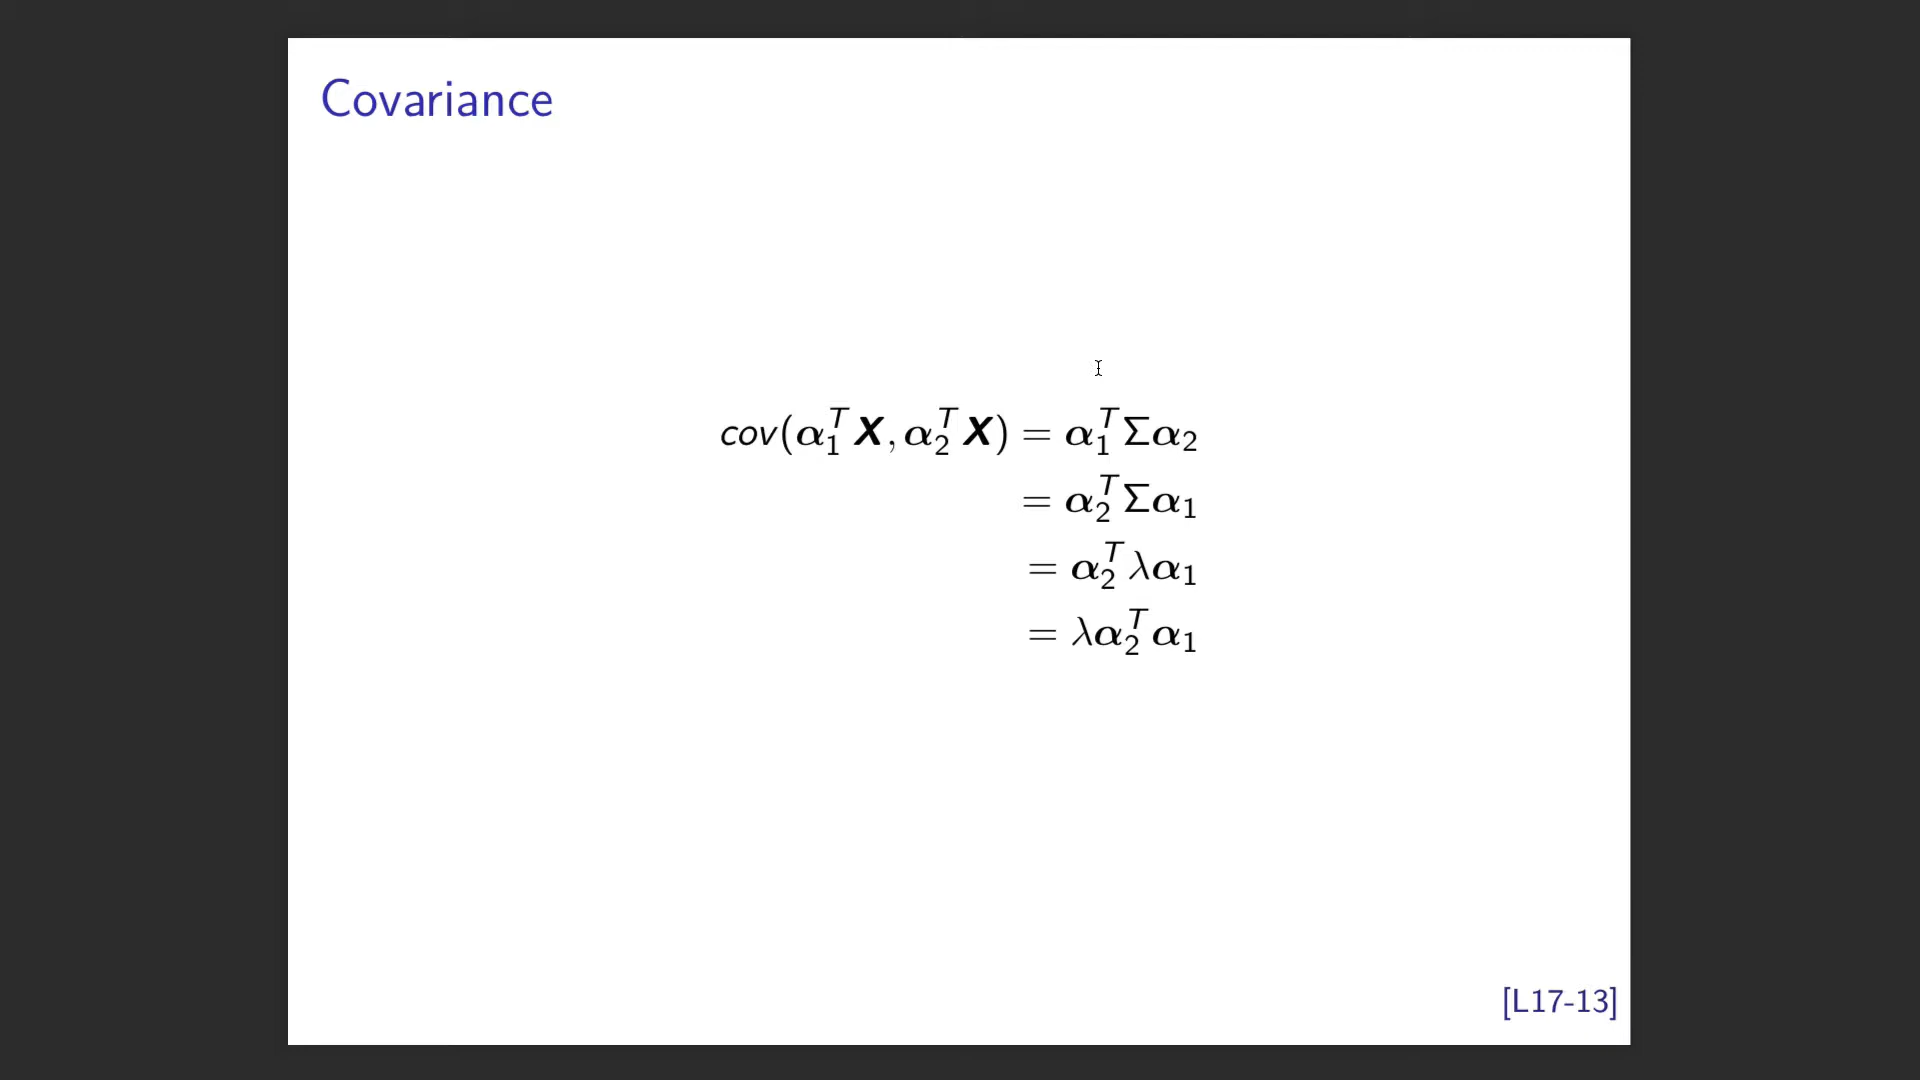 Covariance
cov(α₁ᵀX, α₂ᵀX) = α₁ᵀΣα₂
= α₂ᵀΣα₁
= α₂ᵀλα₁
= λα₂ᵀα₁
[L17-13]